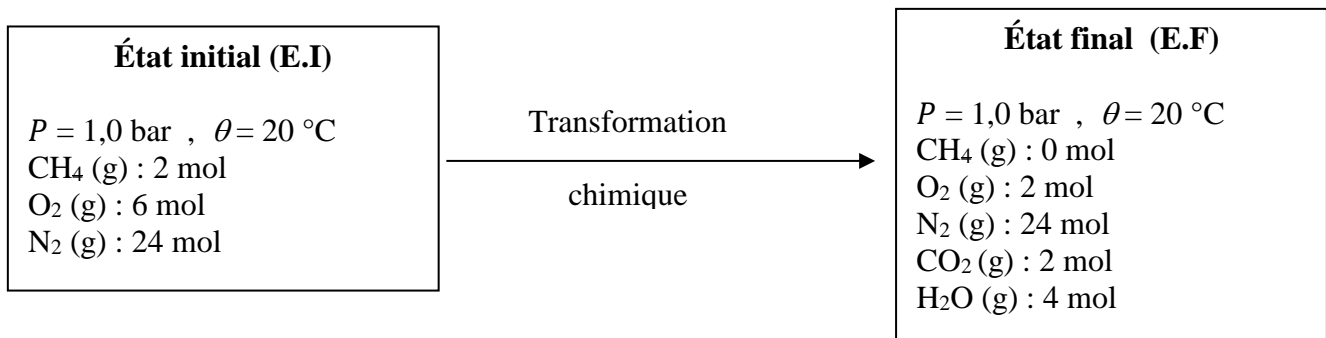 État initial (E.I)
P = 1,0 bar , θ = 20 °C
CH₄ (g) : 2 mol
O₂ (g) : 6 mol
N₂ (g) : 24 mol
Transformation
chimique
État final (E.F)
P = 1,0 bar , θ = 20 °C
CH₄ (g) : 0 mol
O₂ (g) : 2 mol
N₂ (g) : 24 mol
CO₂ (g) : 2 mol
H₂O (g) : 4 mol